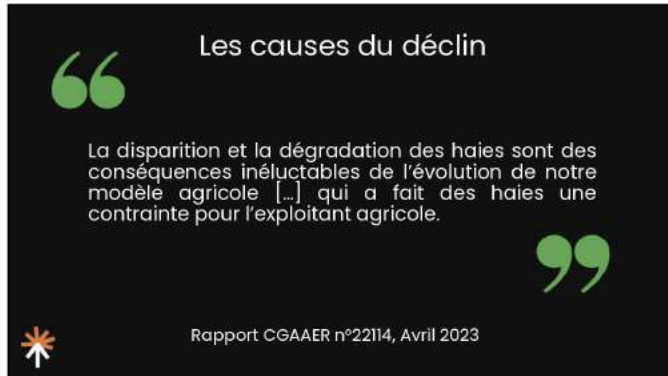 Les causes du déclin
“
La disparition et la dégradation des haies sont des
conséquences inéluctables de l'évolution de notre
modèle agricole [...] qui a fait des haies une
contrainte pour l'exploitant agricole.
”
Rapport CGAAER n°22114, Avril 2023